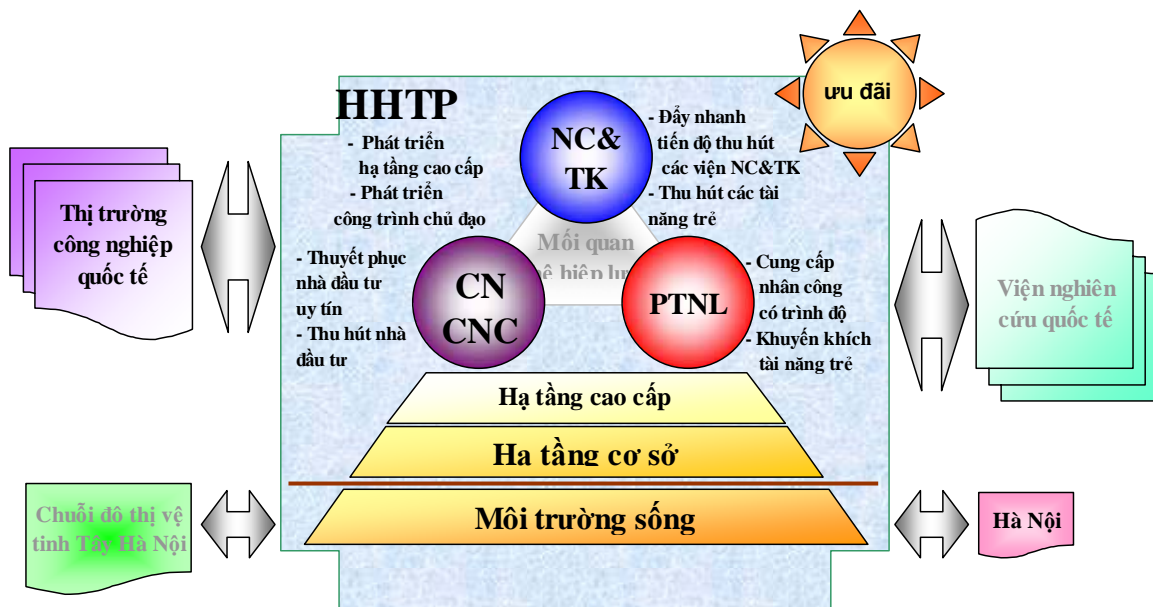 ưu đãi
HHTP
- Phát triển
hạ tầng cao cấp
- Phát triển
công trình chủ đạo
NC&
TK
- Đẩy nhanh
tiến độ thu hút
các viện NC&TK
- Thu hút các tài
năng trẻ
Thị trường
công nghiệp
quốc tế
Mối quan
hiệp
- Thuyết phục
nhà đầu tư
uy tín
- Thu hút nhà
đầu tư
CN
CNC
PTNL
- Cung cấp
nhân công
có trình độ
- Khuyến khích
tài năng trẻ
Viện nghiên
cứu quốc tế
Hạ tầng cao cấp
Ha tầng cơ sở
Môi trường sống
Chuỗi đô thị vệ
tinh Tây Hà Nội
Hà Nội